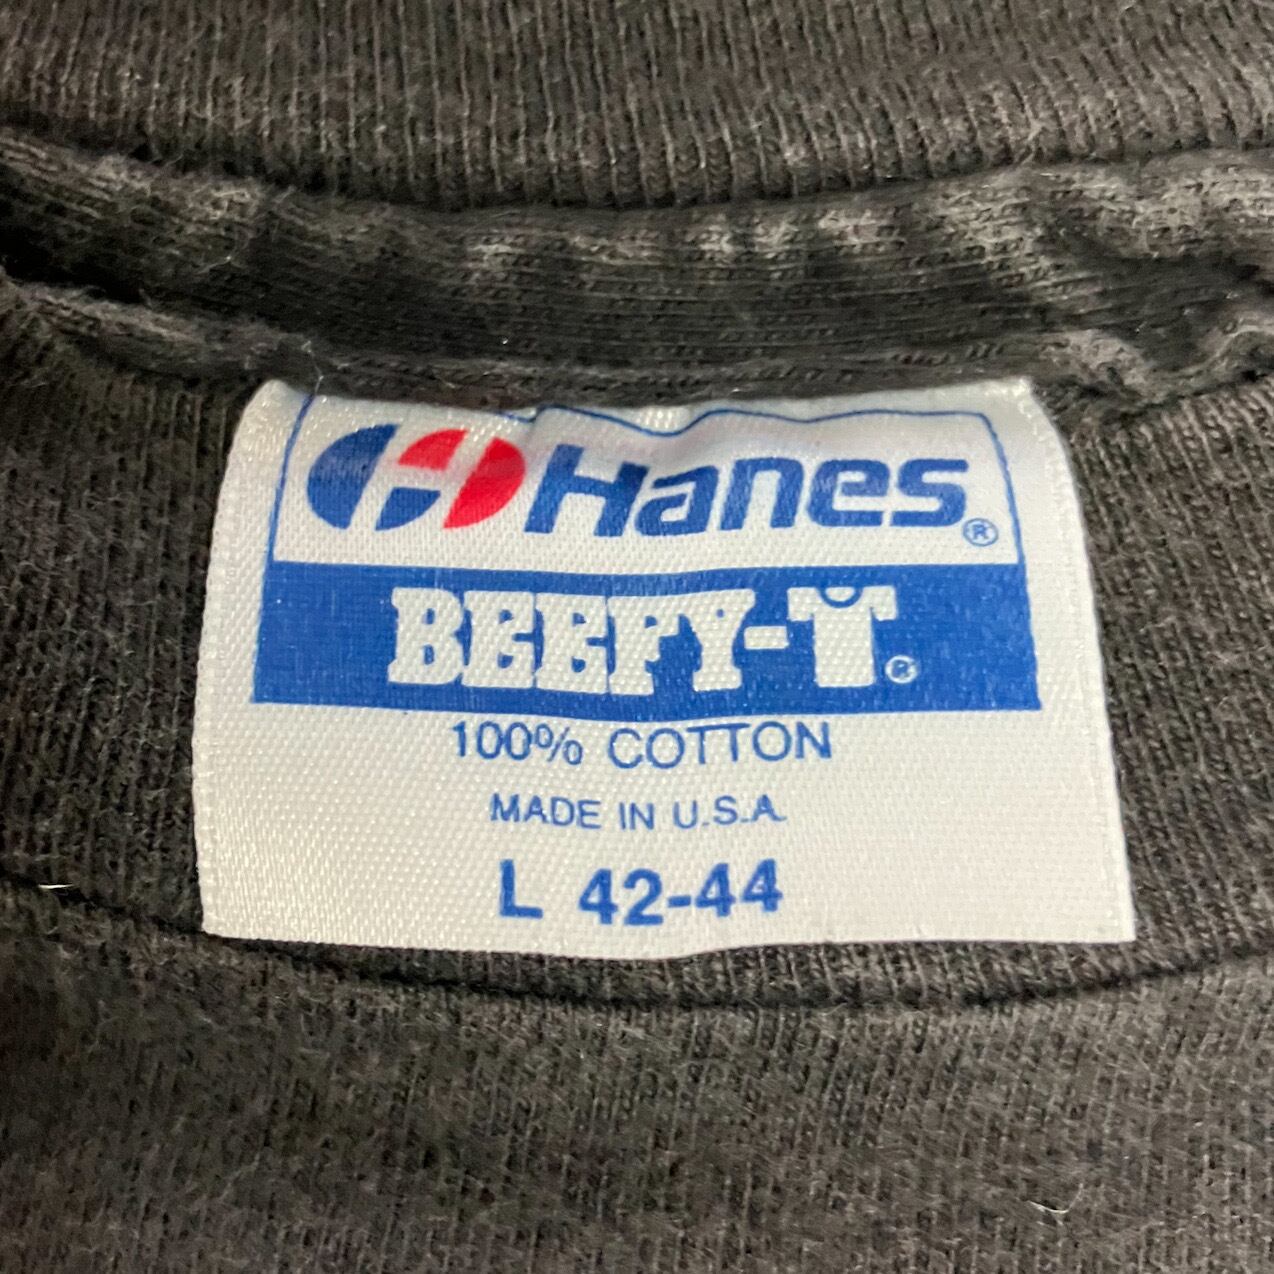 Hanes®
BEEFY-T®
100% COTTON
MADE IN U.S.A.
L 42-44